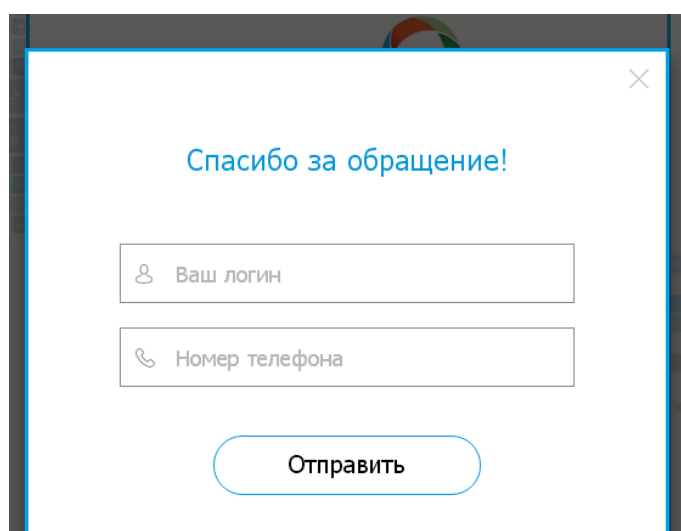 Спасибо за обращение!
Ваш логин
Номер телефона
Отправить